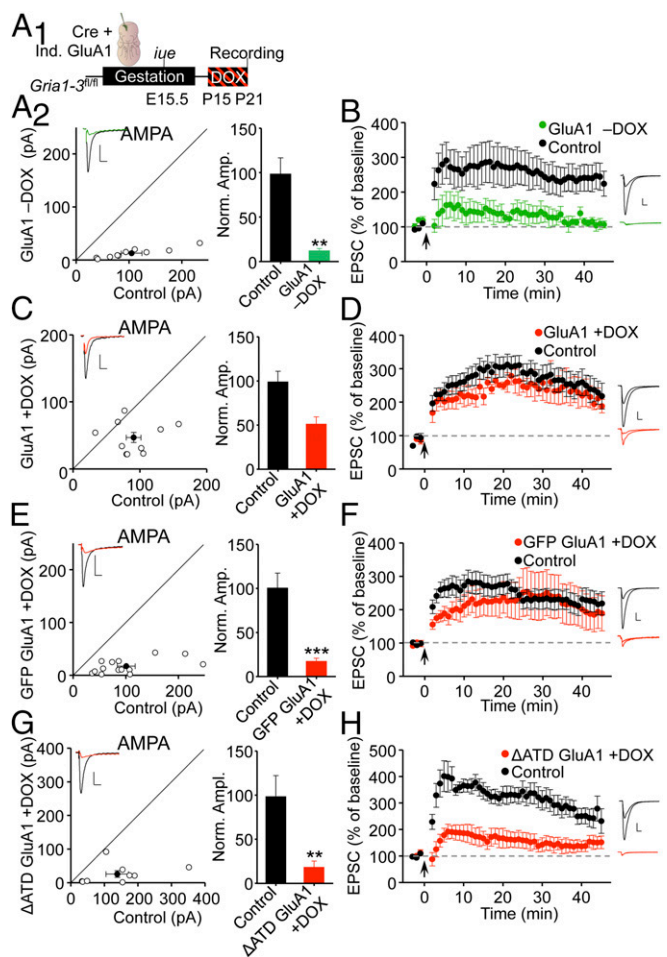 A1
Cre +
Ind. GluA1
iue
Recording
Gria1-3fl/fl
Gestation
DOX
E15.5
P15 P21
A2
AMPA
GluA1 –DOX (pA)
200
100
0
0 100 200
Control (pA)
Norm. Amp.
150
100
50
0
**
Control
GluA1
–DOX
B
GluA1 –DOX
Control
EPSC (% of baseline)
400
300
200
100
0
0 20 40
Time (min)
C
AMPA
GluA1 +DOX (pA)
200
100
0
0 100 200
Control (pA)
Norm. Amp.
150
100
50
0
Control
GluA1
+DOX
D
GluA1 +DOX
Control
EPSC (% of baseline)
400
300
200
100
0
0 10 20 30 40
Time (min)
E
AMPA
GFP GluA1 +DOX (pA)
200
100
0
0 100 200
Control (pA)
Norm. Amp.
150
100
50
0
***
Control
GFP GluA1
+DOX
F
GFP GluA1 +DOX
Control
EPSC (% of baseline)
400
300
200
100
0
0 10 20 30 40
Time (min)
G
AMPA
ΔATD GluA1 +DOX (pA)
400
300
200
100
0
0 100 200 300 400
Control (pA)
Norm. Ampl.
150
100
50
0
**
Control
ΔATD GluA1
+DOX
H
ΔATD GluA1 +DOX
Control
EPSC (% of baseline)
500
400
300
200
100
0
0 10 20 30 40
Time (min)